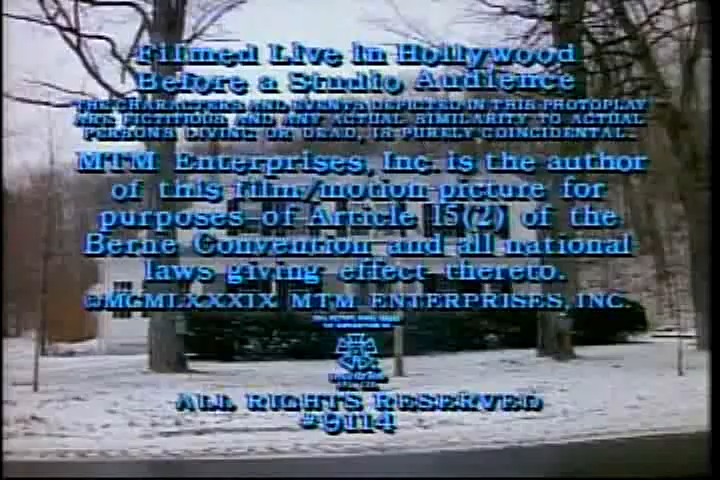 Filmed Live in Hollywood
Before a Studio Audience
THE CHARACTERS AND EVENTS DEPICTED IN THIS PHOTOPLAY
ARE FICTITIOUS AND ANY ACTUAL SIMILARITY TO ACTUAL
PERSONS LIVING OR DEAD, IS PURELY COINCIDENTAL.
MTM Enterprises, Inc. is the author
of this film/motion picture for
purposes of Article 15(2) of the
Berne Convention and all national
laws giving effect thereto.
©MCMLXXXIX MTM ENTERPRISES, INC.
ALL RIGHTS RESERVED
#9114